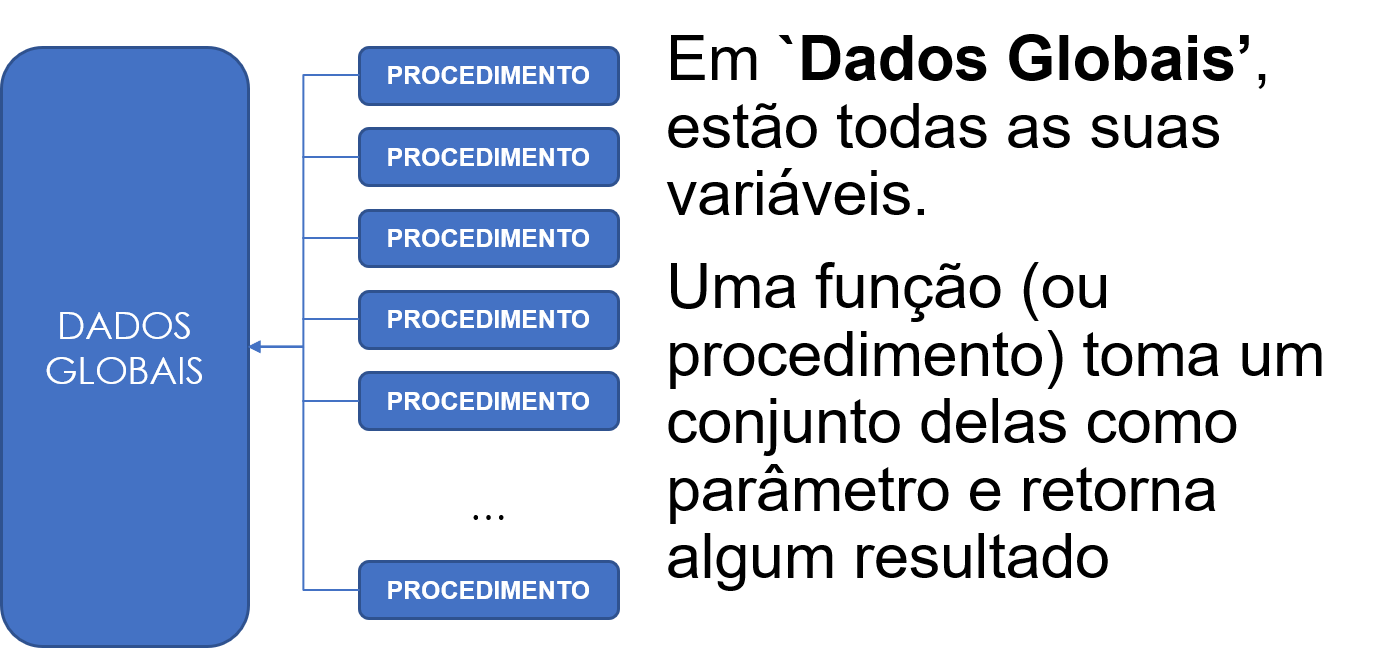 DADOS
GLOBAIS
PROCEDIMENTO
PROCEDIMENTO
PROCEDIMENTO
PROCEDIMENTO
PROCEDIMENTO
...
PROCEDIMENTO
Em `Dados Globais’,
estão todas as suas
variáveis.
Uma função (ou
procedimento) toma um
conjunto delas como
parâmetro e retorna
algum resultado